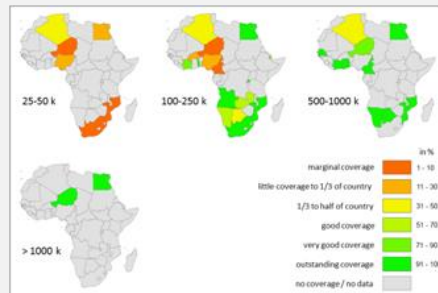 25-50 k
100-250 k
500-1000 k
> 1000 k
in %
marginal coverage
1 - 10
little coverage to 1/3 of country
11 - 30
1/3 to half of country
31 - 50
good coverage
51 - 70
very good coverage
71 - 90
outstanding coverage
91 - 100
no coverage / no data